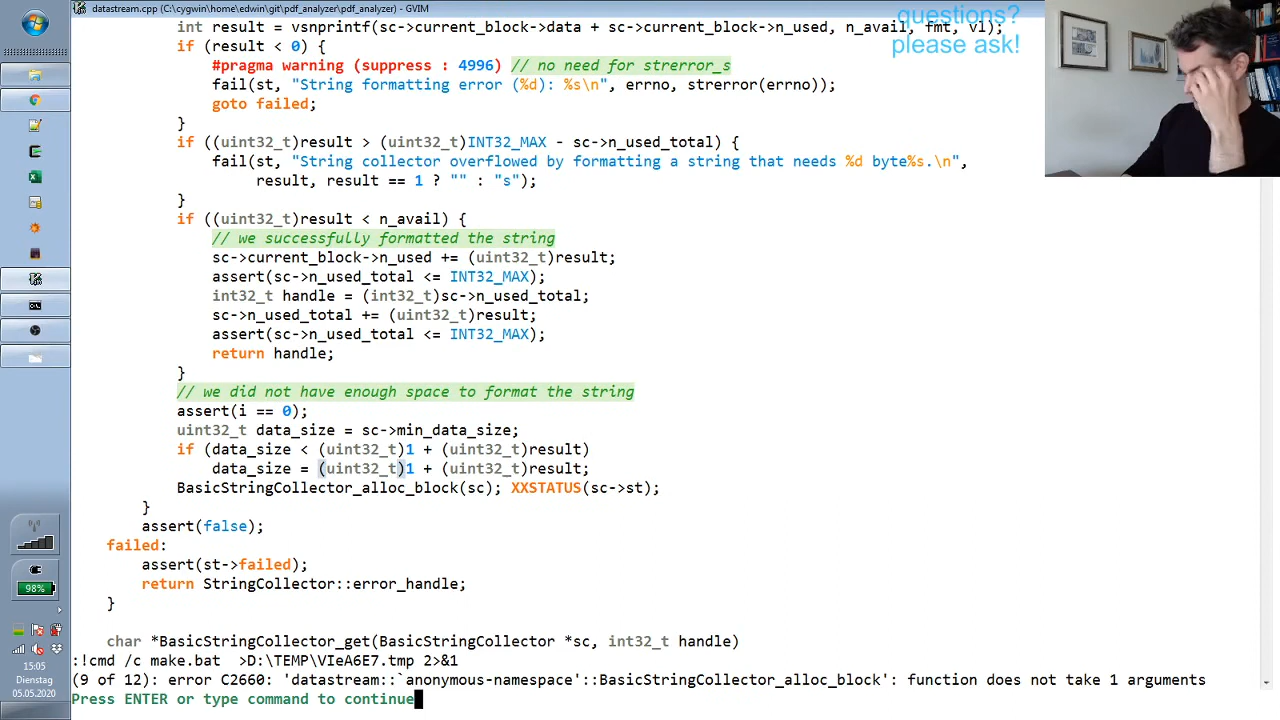 datastream.cpp (C:\cygwin\home\edwin\git\pdf_analyzer\pdf_analyzer) - GVIM
questions?
please ask!
int result = vsnprintf(sc->current_block->data + sc->current_block->n_used, n_avail, fmt, vl);
if (result < 0) {
#pragma warning (suppress : 4996) // no need for strerror_s
fail(st, "String formatting error (%d): %s\n", errno, strerror(errno));
goto failed;
}
if ((uint32_t)result > (uint32_t)INT32_MAX - sc->n_used_total) {
fail(st, "String collector overflowed by formatting a string that needs %d byte%s.\n",
result, result == 1 ? "" : "s");
}
if ((uint32_t)result < n_avail) {
// we successfully formatted the string
sc->current_block->n_used += (uint32_t)result;
assert(sc->n_used_total <= INT32_MAX);
int32_t handle = (int32_t)sc->n_used_total;
sc->n_used_total += (uint32_t)result;
assert(sc->n_used_total <= INT32_MAX);
return handle;
}
// we did not have enough space to format the string
assert(i == 0);
uint32_t data_size = sc->min_data_size;
if (data_size < (uint32_t)1 + (uint32_t)result)
data_size = (uint32_t)1 + (uint32_t)result;
BasicStringCollector_alloc_block(sc); XXSTATUS(sc->st);
}
assert(false);
failed:
assert(st->failed);
return StringCollector::error_handle;
}
char *BasicStringCollector_get(BasicStringCollector *sc, int32_t handle)
:!cmd /c make.bat  >D:\TEMP\VIeA6E7.tmp 2>&1
(9 of 12): error C2660: 'datastream::`anonymous-namespace'::BasicStringCollector_alloc_block': function does not take 1 arguments
Press ENTER or type command to continue
98%
15:05
Dienstag
05.05.2020